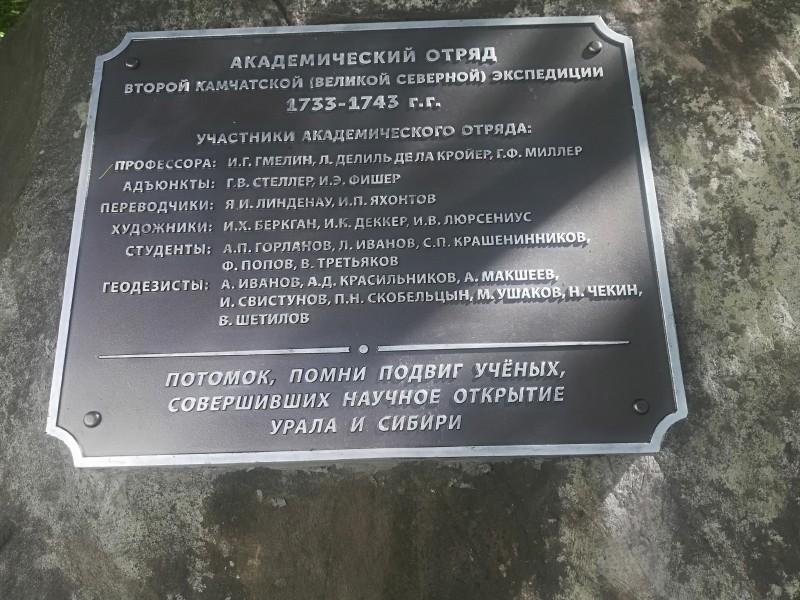 АКАДЕМИЧЕСКИЙ ОТРЯД
ВТОРОЙ КАМЧАТСКОЙ (ВЕЛИКОЙ СЕВЕРНОЙ) ЭКСПЕДИЦИИ
1733-1743 г.г.
УЧАСТНИКИ АКАДЕМИЧЕСКОГО ОТРЯДА:
ПРОФЕССОРА: И.Г. ГМЕЛИН, Л. ДЕЛИЛЬ ДЕ ЛА КРОЙЕР, Г.Ф. МИЛЛЕР
АДЪЮНКТЫ: Г.В. СТЕЛЛЕР, И.Э. ФИШЕР
ПЕРЕВОДЧИКИ: Я.И. ЛИНДЕНАУ, И.П. ЯХОНТОВ
ХУДОЖНИКИ: И.Х. БЕРКГАН, И.К. ДЕККЕР, И.В. ЛЮРСЕНИУС
СТУДЕНТЫ: А.П. ГОРЛАНОВ, Л. ИВАНОВ, С.П. КРАШЕНИННИКОВ,
Ф. ПОПОВ, В. ТРЕТЬЯКОВ
ГЕОДЕЗИСТЫ: А. ИВАНОВ, А.Д. КРАСИЛЬНИКОВ, А. МАКШЕЕВ,
И. СВИСТУНОВ, П.Н. СКОБЕЛЬЦЫН, М. УШАКОВ, Н. ЧЕКИН,
В. ШЕТИЛОВ
ПОТОМОК, ПОМНИ ПОДВИГ УЧЁНЫХ,
СОВЕРШИВШИХ НАУЧНОЕ ОТКРЫТИЕ
УРАЛА И СИБИРИ